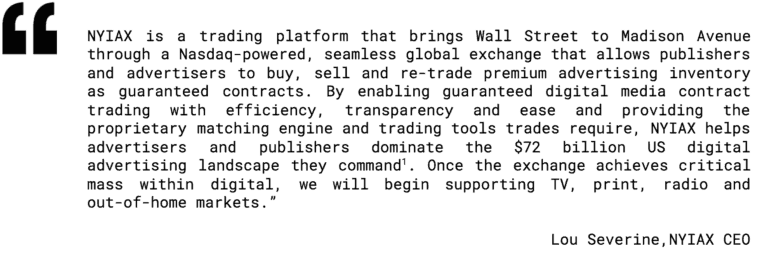 “
NYIAX is a trading platform that brings Wall Street to Madison Avenue
through a Nasdaq-powered, seamless global exchange that allows publishers
and advertisers to buy, sell and re-trade premium advertising inventory
as guaranteed contracts. By enabling guaranteed digital media contract
trading with efficiency, transparency and ease and providing the
proprietary matching engine and trading tools trades require, NYIAX helps
advertisers and publishers dominate the $72 billion US digital
advertising landscape they command¹. Once the exchange achieves critical
mass within digital, we will begin supporting TV, print, radio and
out-of-home markets.”
Lou Severine,NYIAX CEO